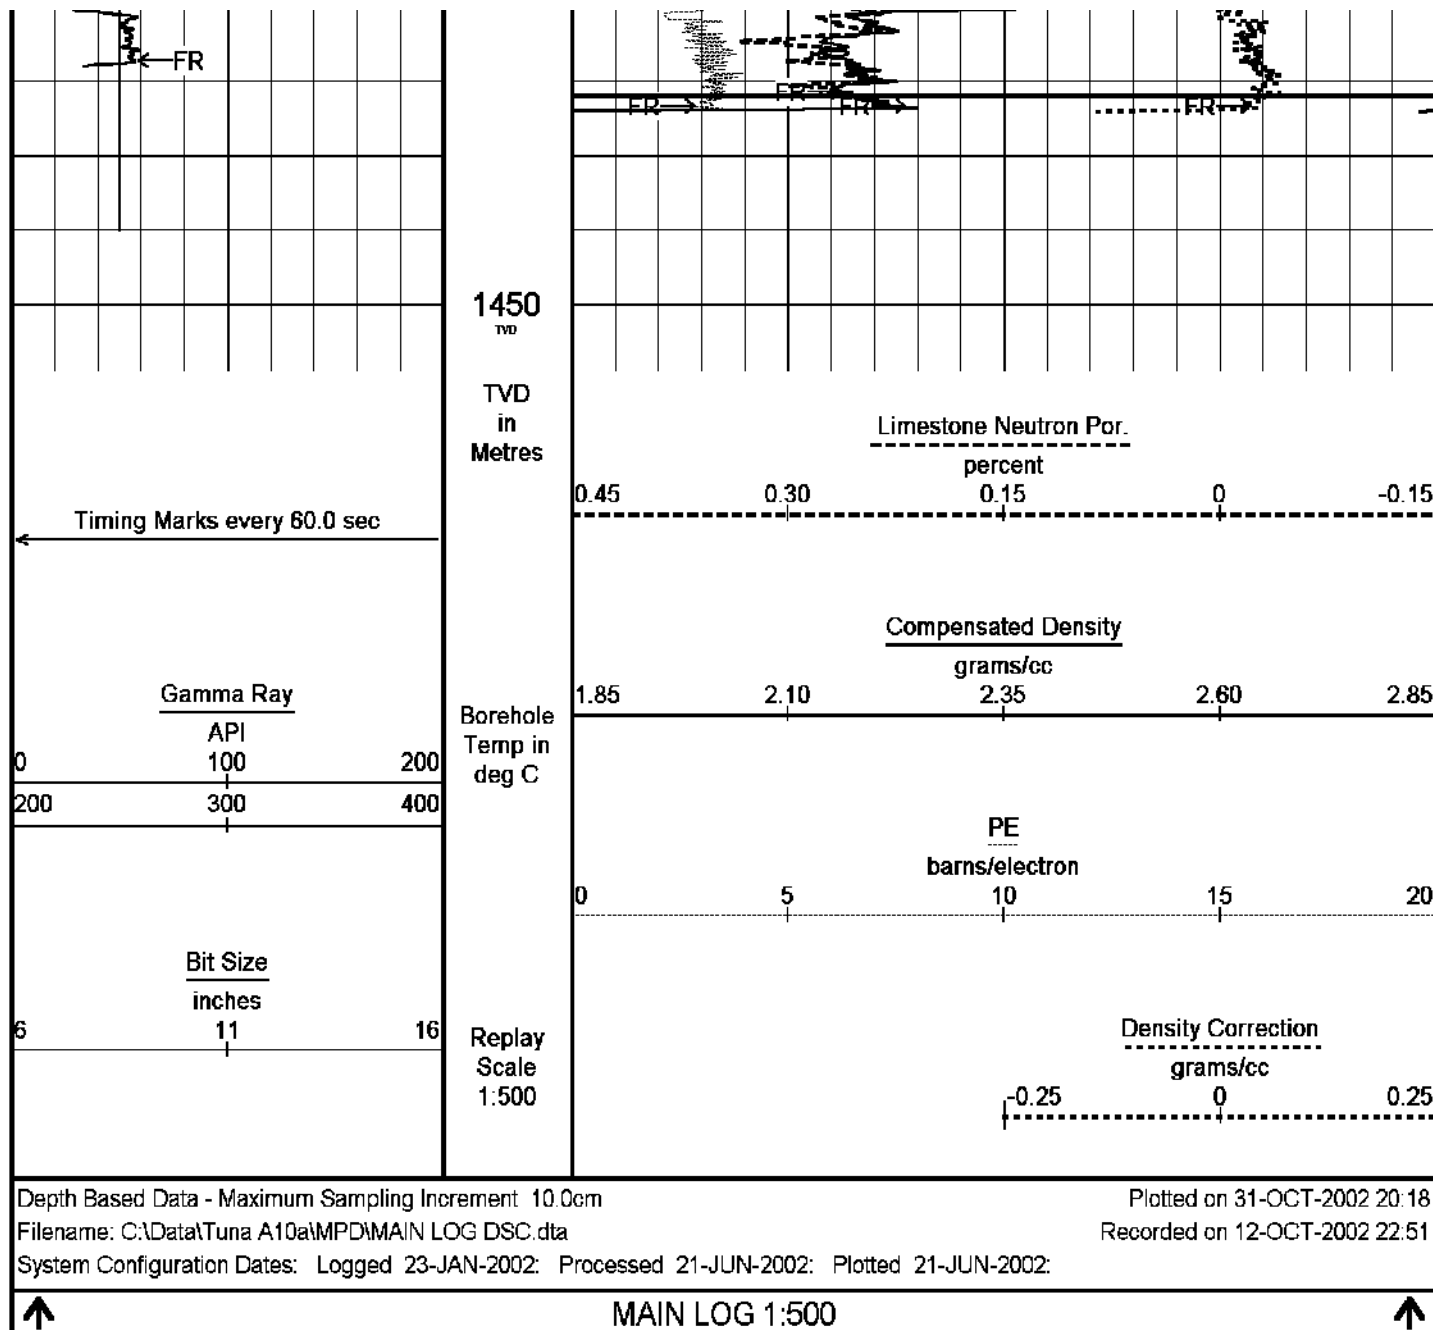 FR
FR
FR
FR
FR
1450
TVD
TVD
in
Metres
Limestone Neutron Por.
percent
0.45 0.30 0.15 0 -0.15
Timing Marks every 60.0 sec
Compensated Density
grams/cc
1.85 2.10 2.35 2.60 2.85
Gamma Ray
API
0 100 200
200 300 400
Borehole
Temp in
deg C
PE
barns/electron
0 5 10 15 20
Bit Size
inches
6 11 16
Replay
Scale
1:500
Density Correction
grams/cc
-0.25 0 0.25
Depth Based Data - Maximum Sampling Increment 10.0cm
Plotted on 31-OCT-2002 20:18
Filename: C:\Data\Tuna A10a\MPD\MAIN LOG DSC.dta
Recorded on 12-OCT-2002 22:51
System Configuration Dates: Logged 23-JAN-2002: Processed 21-JUN-2002: Plotted 21-JUN-2002:
MAIN LOG 1:500